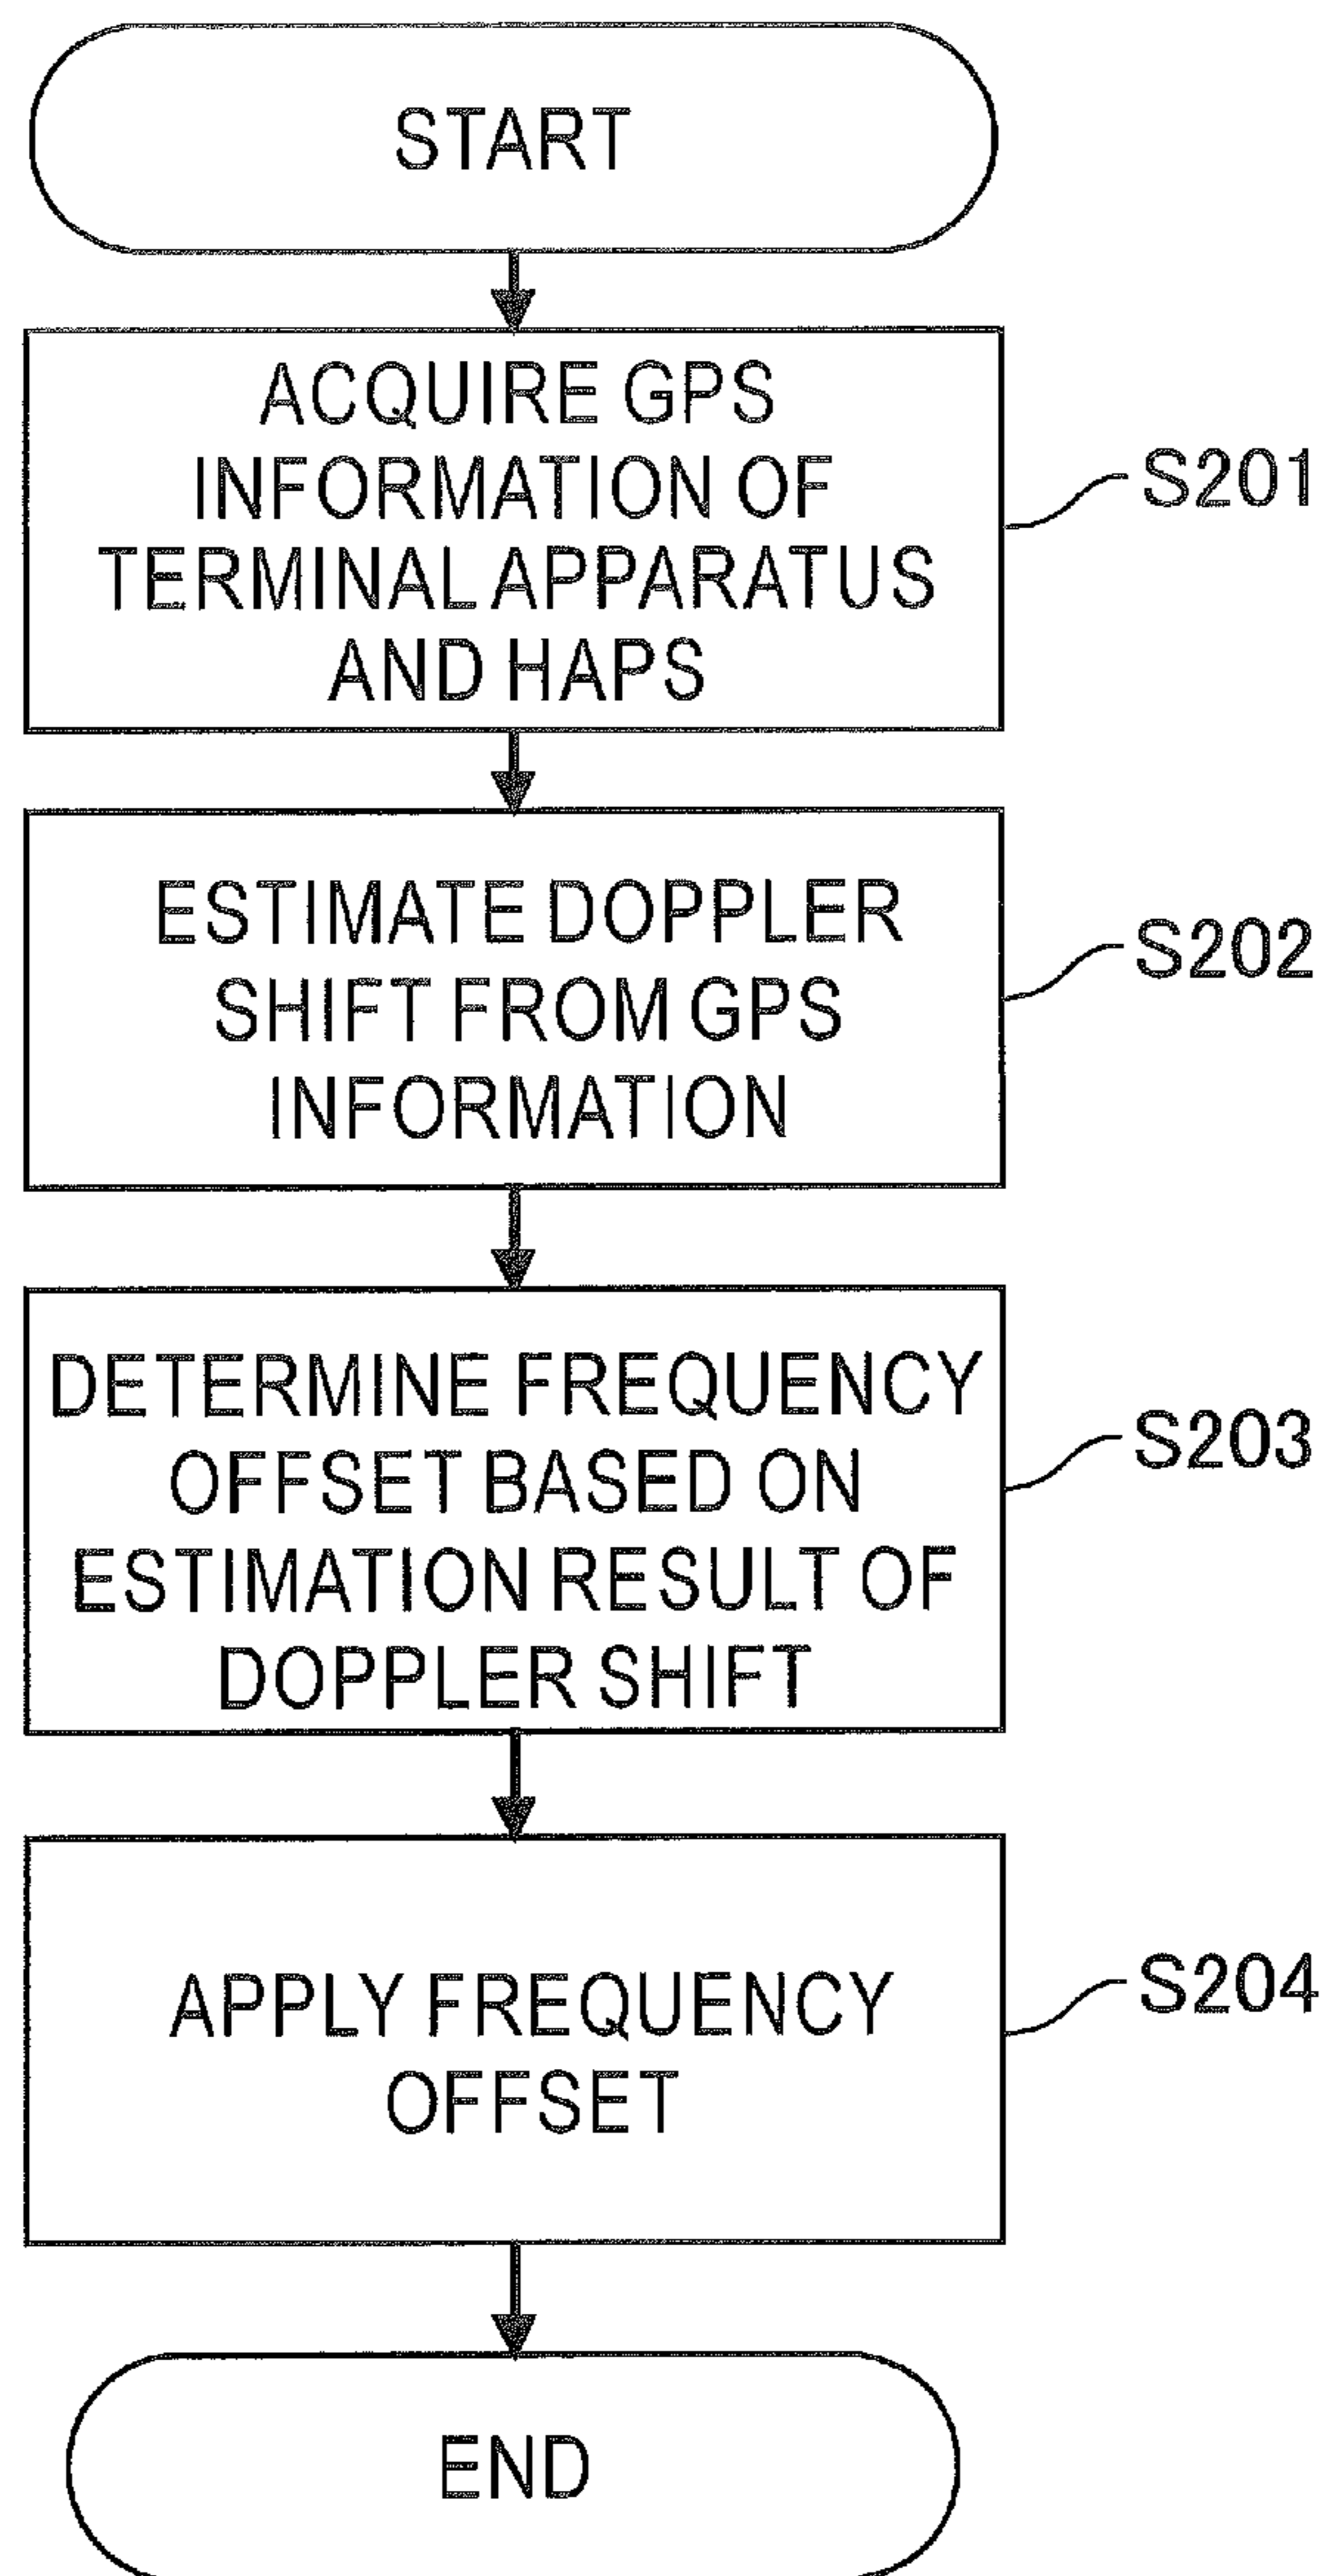 START
ACQUIRE GPS
INFORMATION OF
TERMINAL APPARATUS
AND HAPS
S201
ESTIMATE DOPPLER
SHIFT FROM GPS
INFORMATION
S202
DETERMINE FREQUENCY
OFFSET BASED ON
ESTIMATION RESULT OF
DOPPLER SHIFT
S203
APPLY FREQUENCY
OFFSET
S204
END